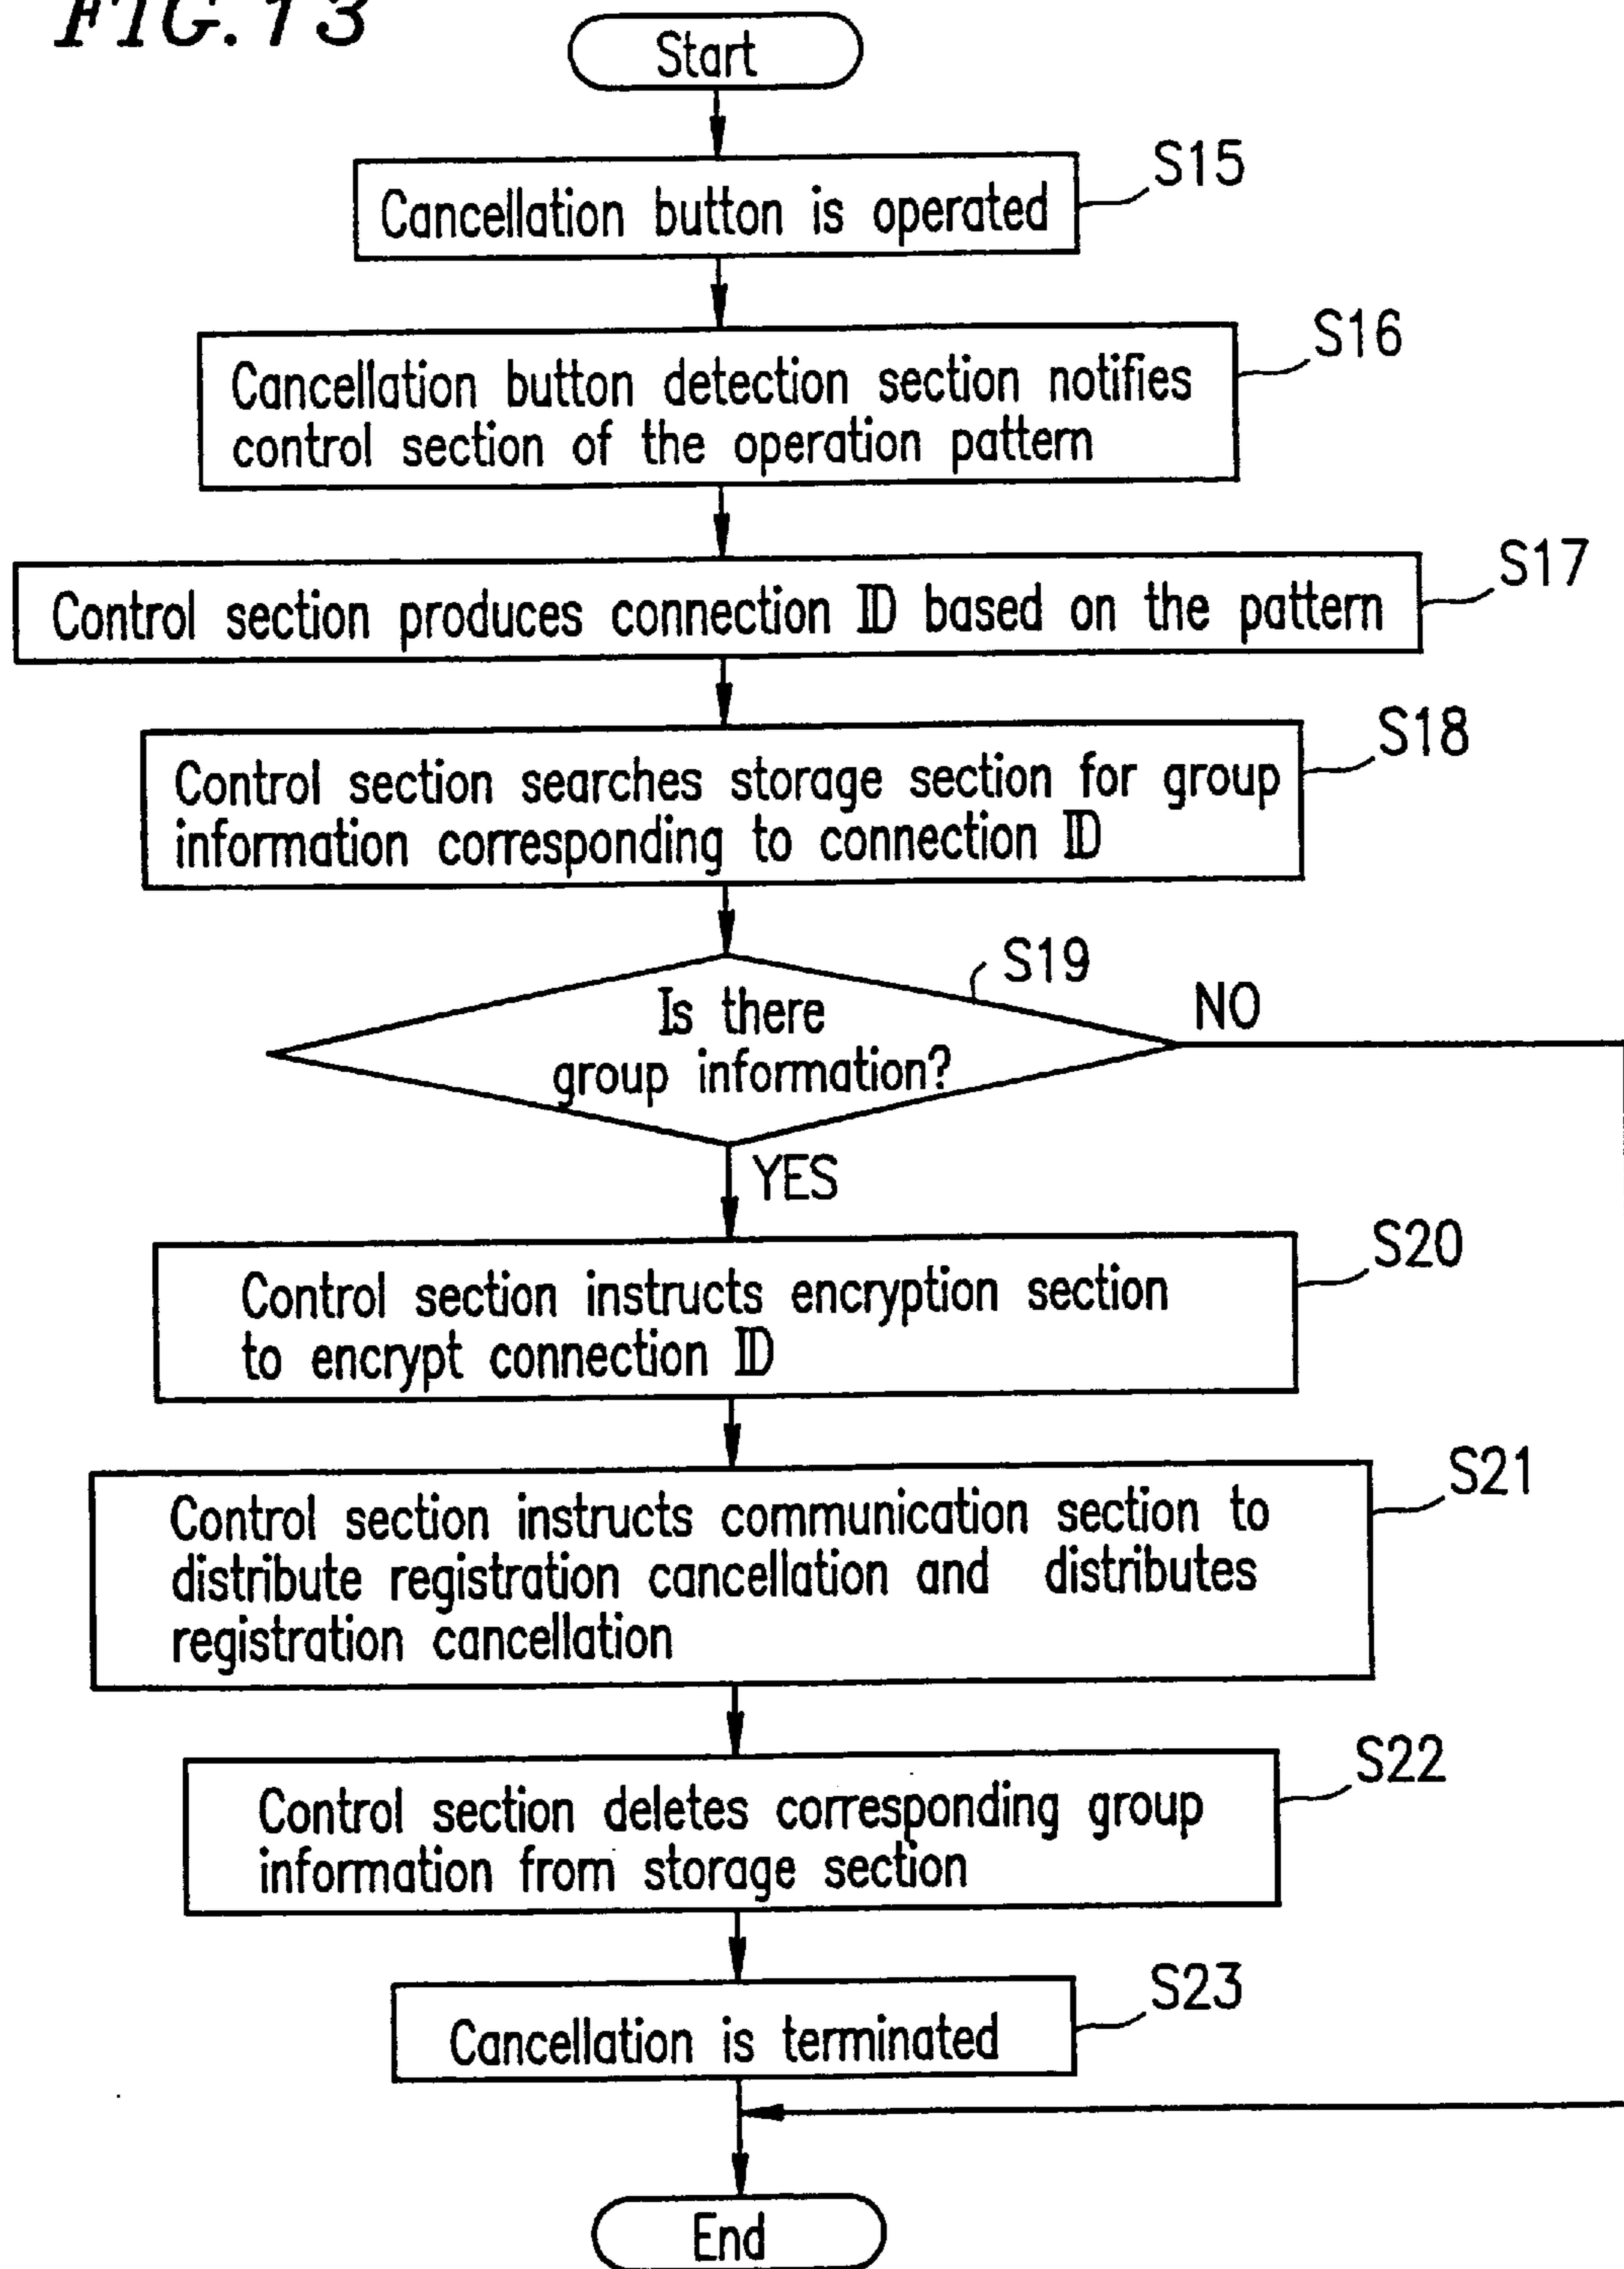 FIG. 13
Start
S15
Cancellation button is operated
S16
Cancellation button detection section notifies
control section of the operation pattern
S17
Control section produces connection ID based on the pattern
S18
Control section searches storage section for group
information corresponding to connection ID
S19
Is there
group information?
NO
YES
S20
Control section instructs encryption section
to encrypt connection ID
S21
Control section instructs communication section to
distribute registration cancellation and distributes
registration cancellation
S22
Control section deletes corresponding group
information from storage section
S23
Cancellation is terminated
End